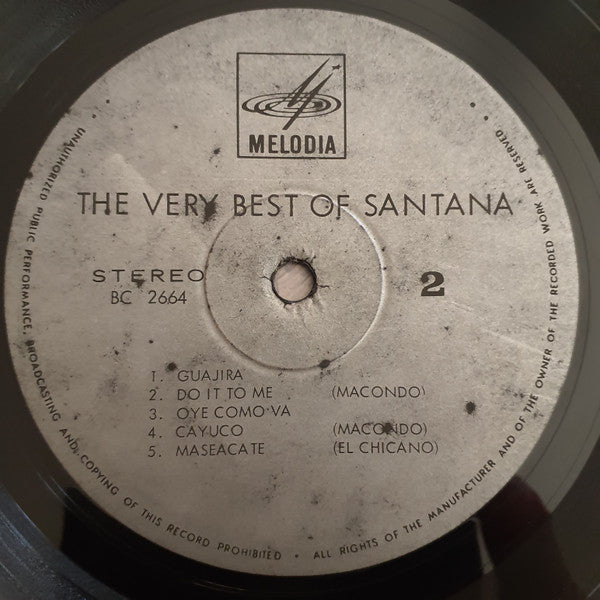 MELODIA
THE VERY BEST OF SANTANA
STEREO
BC 2664
2
1. GUAJIRA
2. DO IT TO ME (MACONDO)
3. OYE COMO VA
4. CAYUCO (MACONDO)
5. MASEACATE (EL CHICANO)
• UNAUTHORIZED PUBLIC PERFORMANCE, BROADCASTING AND COPYING OF THIS RECORD PROHIBITED • ALL RIGHTS OF THE MANUFACTURER AND OF THE OWNER OF THE RECORDED WORK ARE RESERVED •